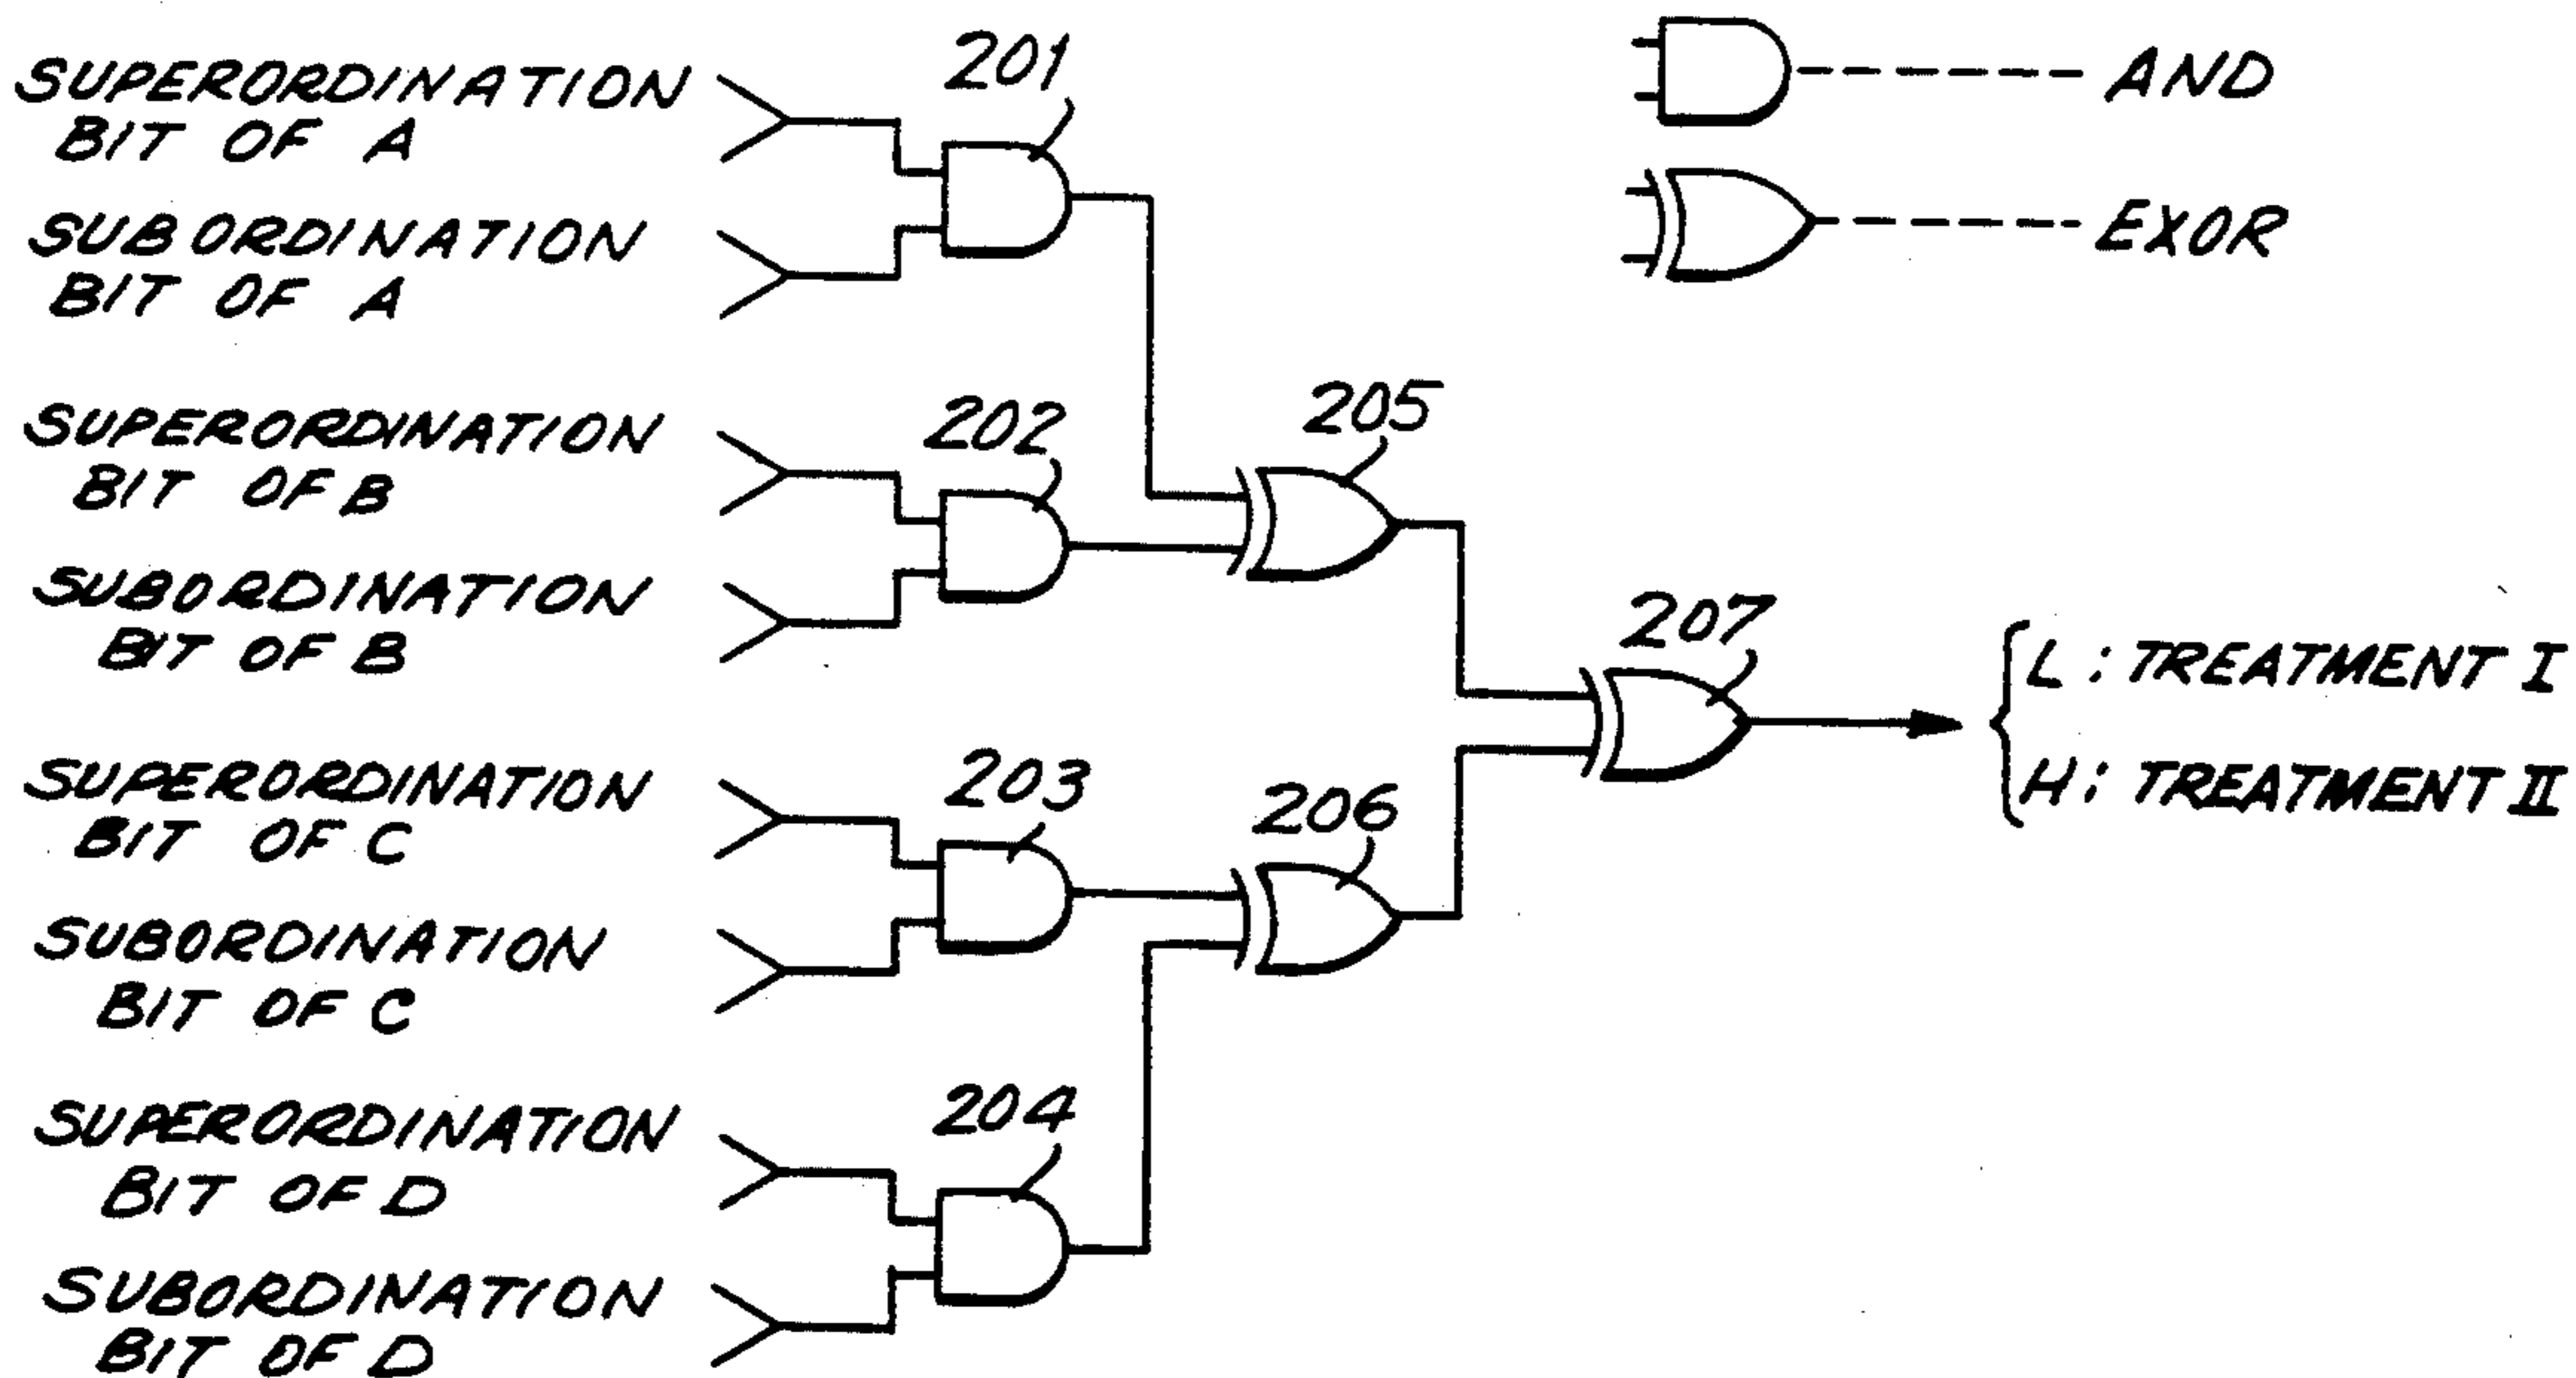 SUPERORDINATION
BIT OF A
201
AND
SUBORDINATION
BIT OF A
EXOR
SUPERORDINATION
BIT OF B
202
205
SUBORDINATION
BIT OF B
207
L : TREATMENT I
H : TREATMENT II
SUPERORDINATION
BIT OF C
203
206
SUBORDINATION
BIT OF C
SUPERORDINATION
BIT OF D
204
SUBORDINATION
BIT OF D